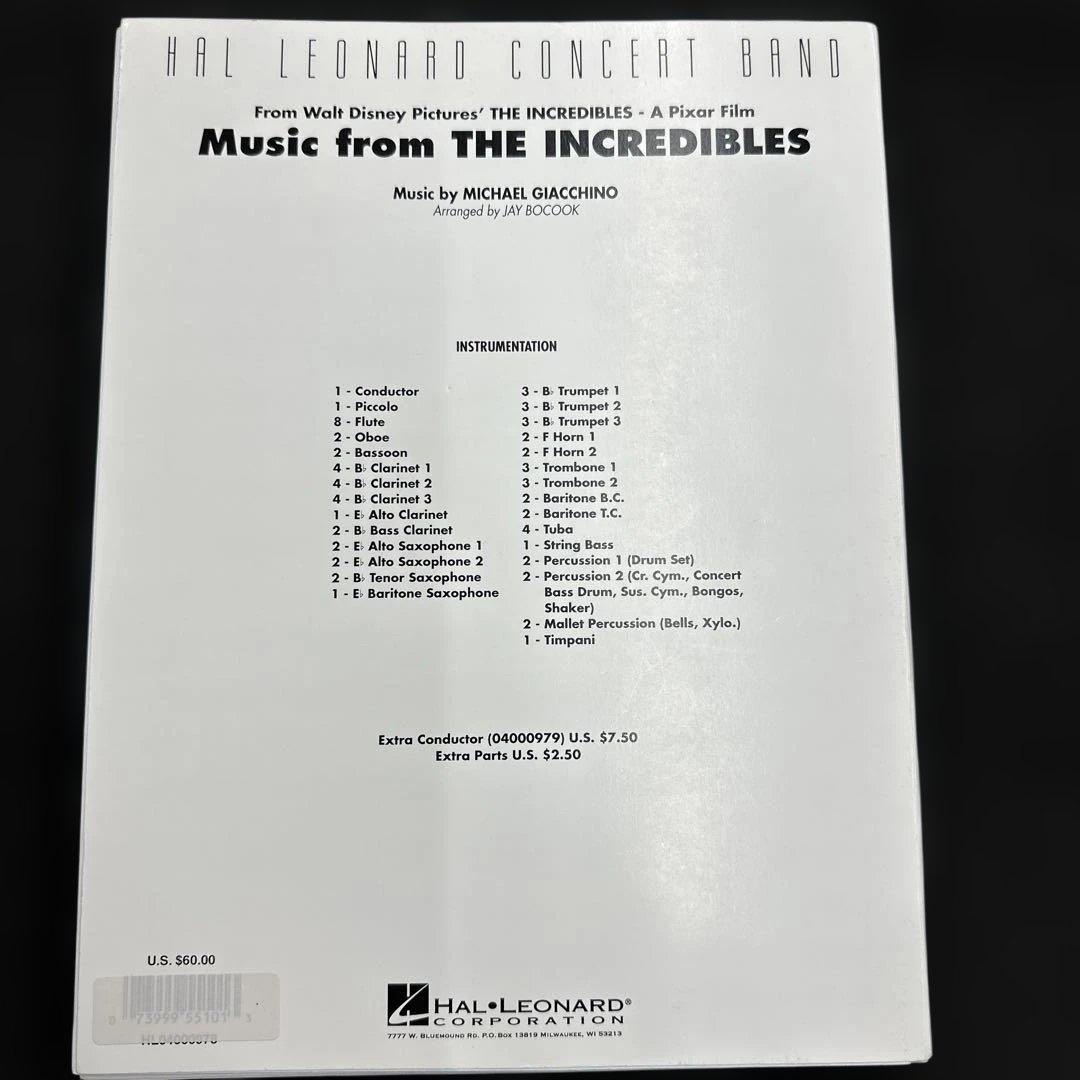 HAL LEONARD CONCERT BAND
From Walt Disney Pictures' THE INCREDIBLES - A Pixar Film
Music from THE INCREDIBLES
Music by MICHAEL GIACCHINO
Arranged by JAY BOCOOK
INSTRUMENTATION
1 - Conductor
1 - Piccolo
8 - Flute
2 - Oboe
2 - Bassoon
4 - B♭ Clarinet 1
4 - B♭ Clarinet 2
4 - B♭ Clarinet 3
1 - E♭ Alto Clarinet
2 - B♭ Bass Clarinet
2 - E♭ Alto Saxophone 1
2 - E♭ Alto Saxophone 2
2 - B♭ Tenor Saxophone
1 - E♭ Baritone Saxophone
3 - B♭ Trumpet 1
3 - B♭ Trumpet 2
3 - B♭ Trumpet 3
2 - F Horn 1
2 - F Horn 2
3 - Trombone 1
3 - Trombone 2
2 - Baritone B.C.
2 - Baritone T.C.
4 - Tuba
1 - String Bass
2 - Percussion 1 (Drum Set)
2 - Percussion 2 (Cr. Cym., Concert
Bass Drum, Sus. Cym., Bongos,
Shaker)
2 - Mallet Percussion (Bells, Xylo.)
1 - Timpani
Extra Conductor (04000979) U.S. $7.50
Extra Parts U.S. $2.50
U.S. $60.00
0 73999 55101 3
HL04000978
HAL•LEONARD®
CORPORATION
7777 W. BLUEMOUND RD. P.O. BOX 13819 MILWAUKEE, WI 53213